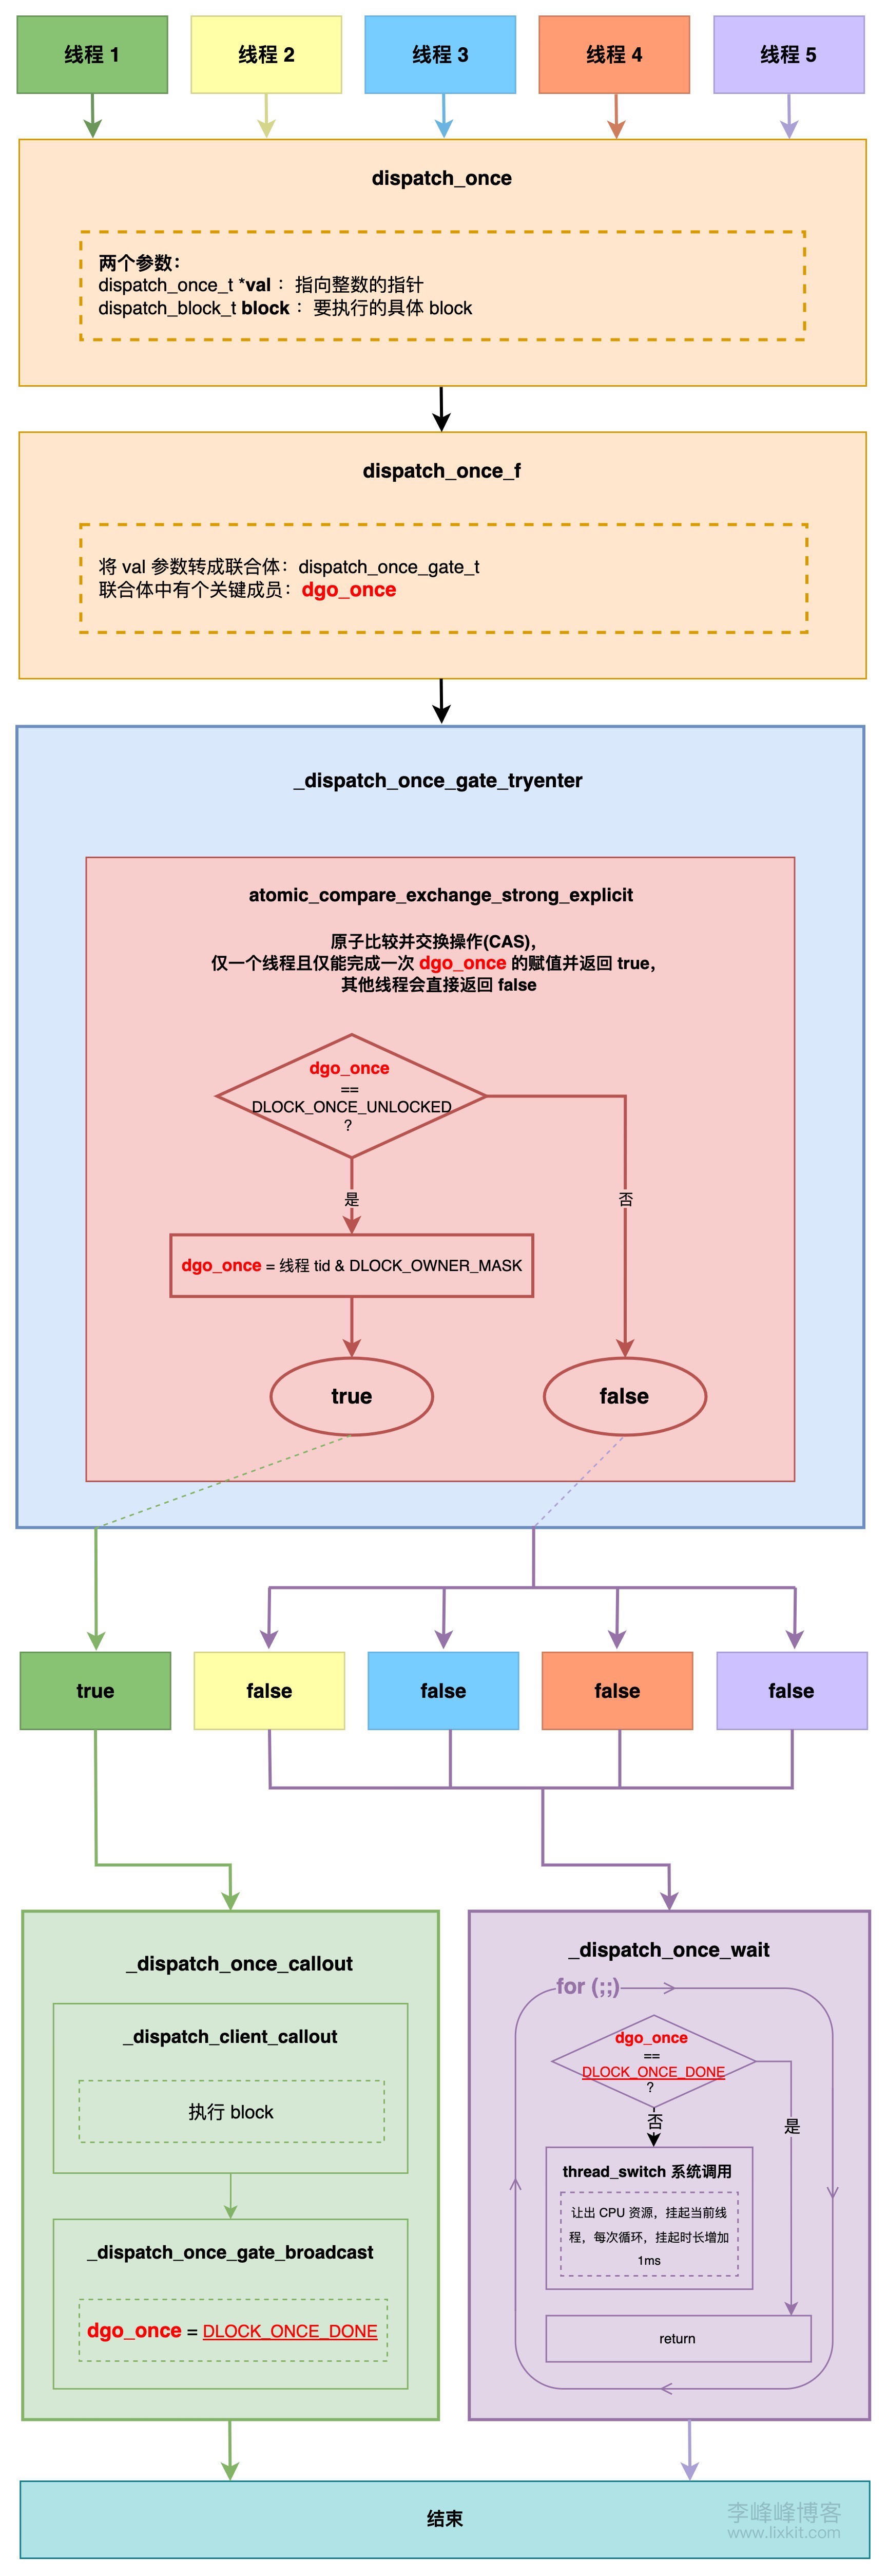 线程 1
线程 2
线程 3
线程 4
线程 5
dispatch_once
两个参数：
dispatch_once_t *val ： 指向整数的指针
dispatch_block_t block ： 要执行的具体 block
dispatch_once_f
将 val 参数转成联合体：dispatch_once_gate_t
联合体中有个关键成员：dgo_once
_dispatch_once_gate_tryenter
atomic_compare_exchange_strong_explicit
原子比较并交换操作(CAS)，
仅一个线程且仅能完成一次 dgo_once 的赋值并返回 true，
其他线程会直接返回 false
dgo_once
==
DLOCK_ONCE_UNLOCKED
?
是
否
dgo_once = 线程 tid & DLOCK_OWNER_MASK
true
false
true
false
false
false
false
_dispatch_once_callout
_dispatch_client_callout
执行 block
_dispatch_once_gate_broadcast
dgo_once = DLOCK_ONCE_DONE
_dispatch_once_wait
for (;;)
dgo_once
==
DLOCK_ONCE_DONE
?
否
是
thread_switch 系统调用
让出 CPU 资源，挂起当前线
程，每次循环，挂起时长增加
1ms
return
结束
李峰峰博客
www.lixkit.com